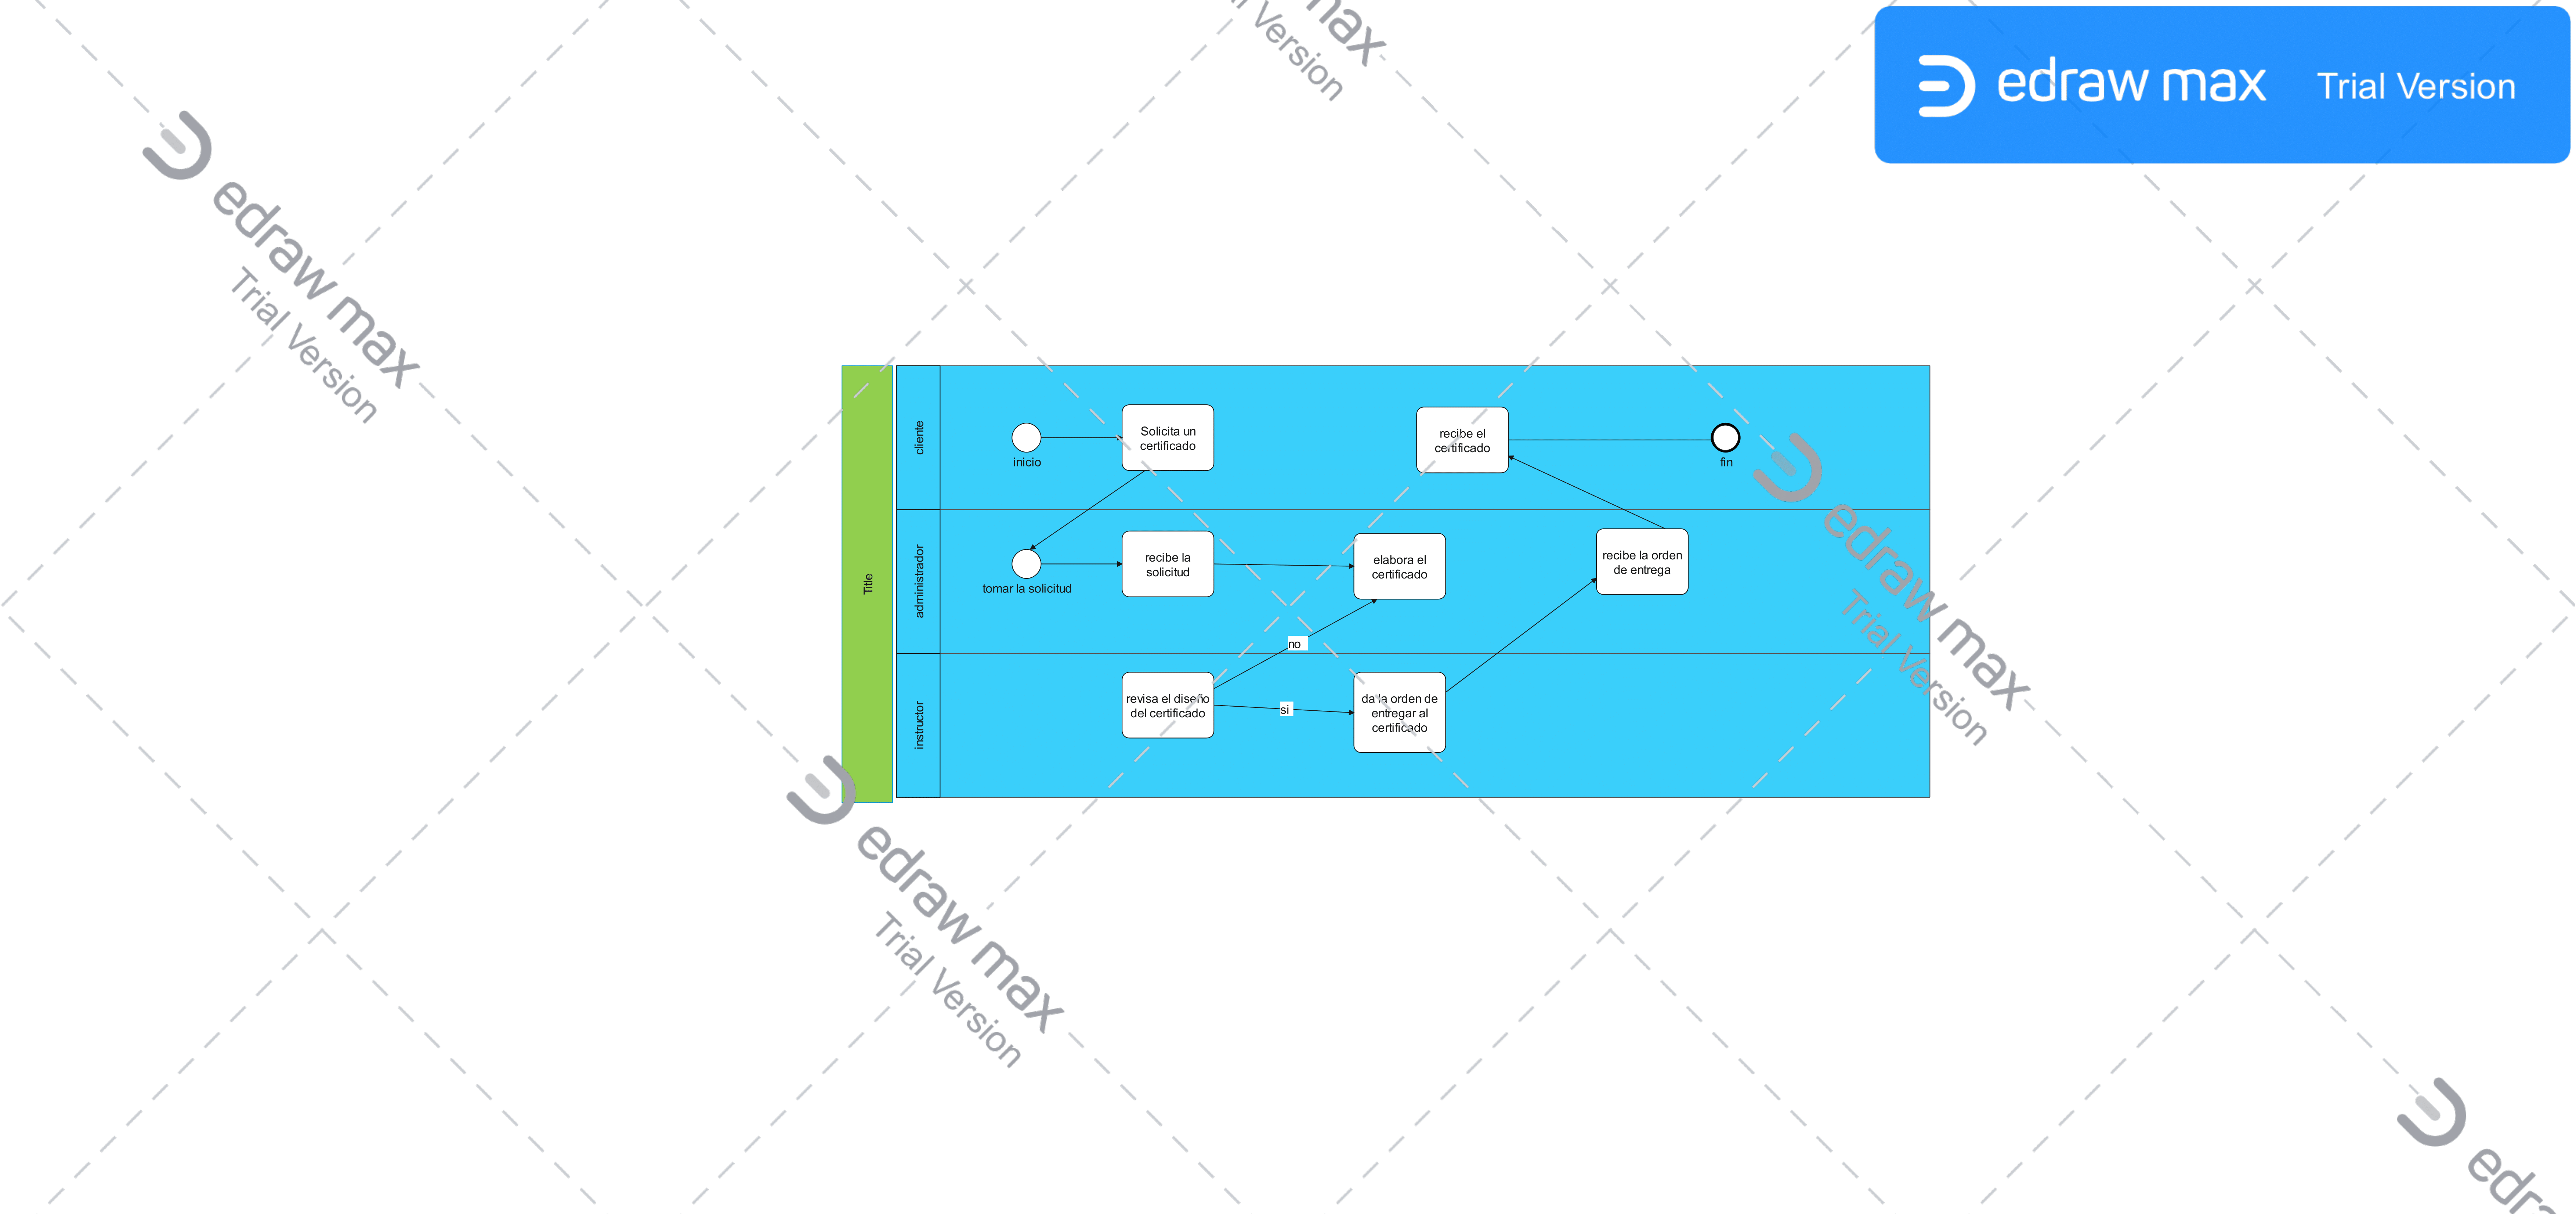 edraw max Trial Version
edraw max
Trial Version
max
Version
Title
cliente
inicio
Solicita un
certificado
recibe el
certificado
fin
administrador
tomar la solicitud
recibe la
solicitud
elabora el
certificado
recibe la orden
de entrega
no
instructor
revisa el diseño
del certificado
si
da la orden de
entregar al
certificado
edraw max
Trial Version
edraw max
Trial Version